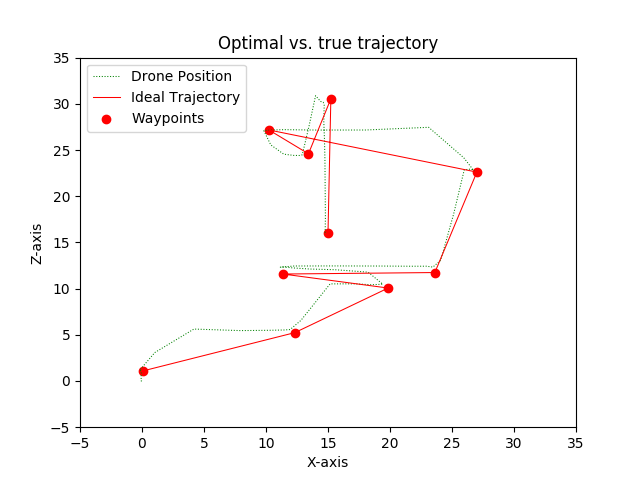 Optimal vs. true trajectory
Drone Position
Ideal Trajectory
Waypoints
35
30
25
20
15
10
5
0
−5
Z-axis
−5 0 5 10 15 20 25 30 35
X-axis